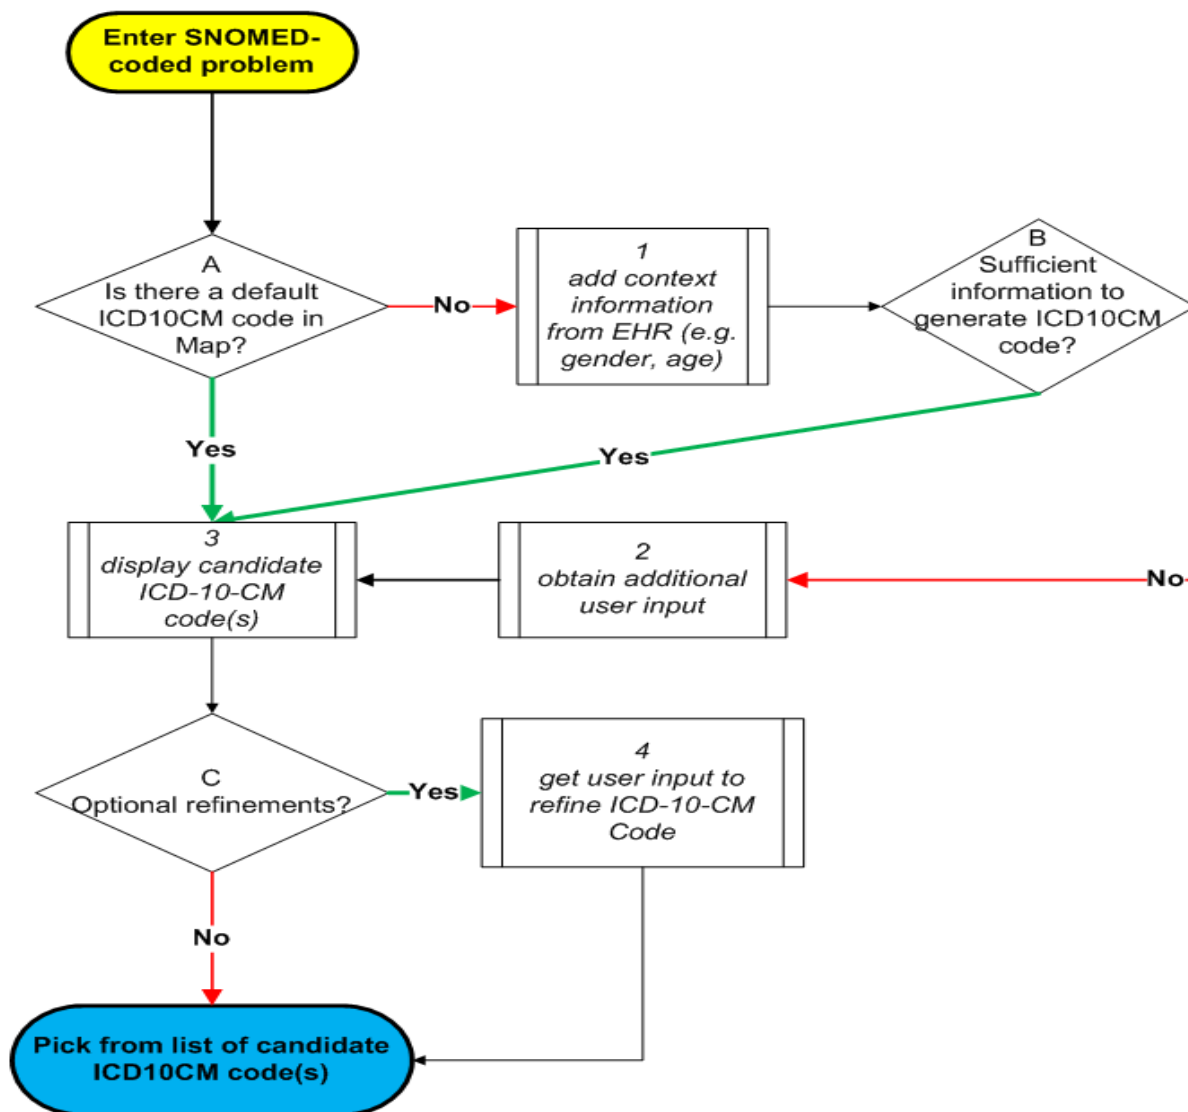 Enter SNOMED-
coded problem
A
Is there a default
ICD10CM code in
Map?
No
1
add context
information
from EHR (e.g.
gender, age)
B
Sufficient
information to
generate ICD10CM
code?
Yes
Yes
3
display candidate
ICD-10-CM
code(s)
2
obtain additional
user input
No
C
Optional refinements?
Yes
4
get user input to
refine ICD-10-CM
Code
No
Pick from list of candidate
ICD10CM code(s)